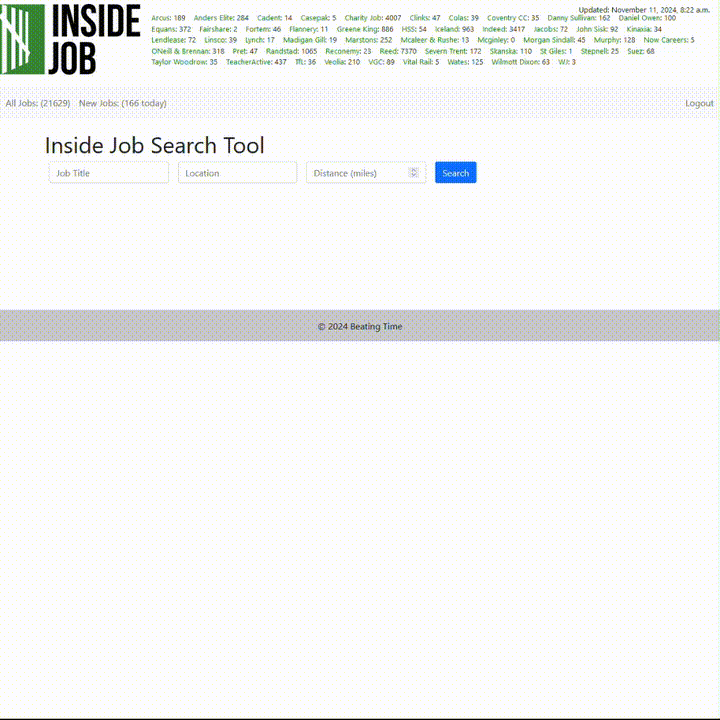 INSIDE
JOB
Updated: November 11, 2024, 8:22 a.m.
Arcus: 189 Anders Elite: 284 Cadent: 14 Casepak: 5 Charity Job: 4007 Clinks: 47 Colas: 39 Coventry CC: 35 Danny Sullivan: 162 Daniel Owen: 100
Equans: 372 Fairshare: 2 Fortem: 46 Flannery: 11 Greene King: 886 HSS: 54 Iceland: 963 Indeed: 3417 Jacobs: 72 John Sisk: 92 Kinaxia: 34
Lendlease: 72 Linsco: 39 Lynch: 17 Madigan Gill: 19 Marstons: 252 Mcaleer & Rushe: 13 Mcginley: 0 Morgan Sindall: 45 Murphy: 128 Now Careers: 5
ONeill & Brennan: 318 Pret: 47 Randstad: 1065 Reconemy: 23 Reed: 7370 Severn Trent: 172 Skanska: 110 St Giles: 1 Stepnell: 25 Suez: 68
Taylor Woodrow: 35 TeacherActive: 437 TfL: 36 Veolia: 210 VGC: 89 Vital Rail: 5 Wates: 125 Wilmott Dixon: 63 WJ: 3
All Jobs: (21629) New Jobs: (166 today) Logout
Inside Job Search Tool
Job Title Location Distance (miles) Search
© 2024 Beating Time